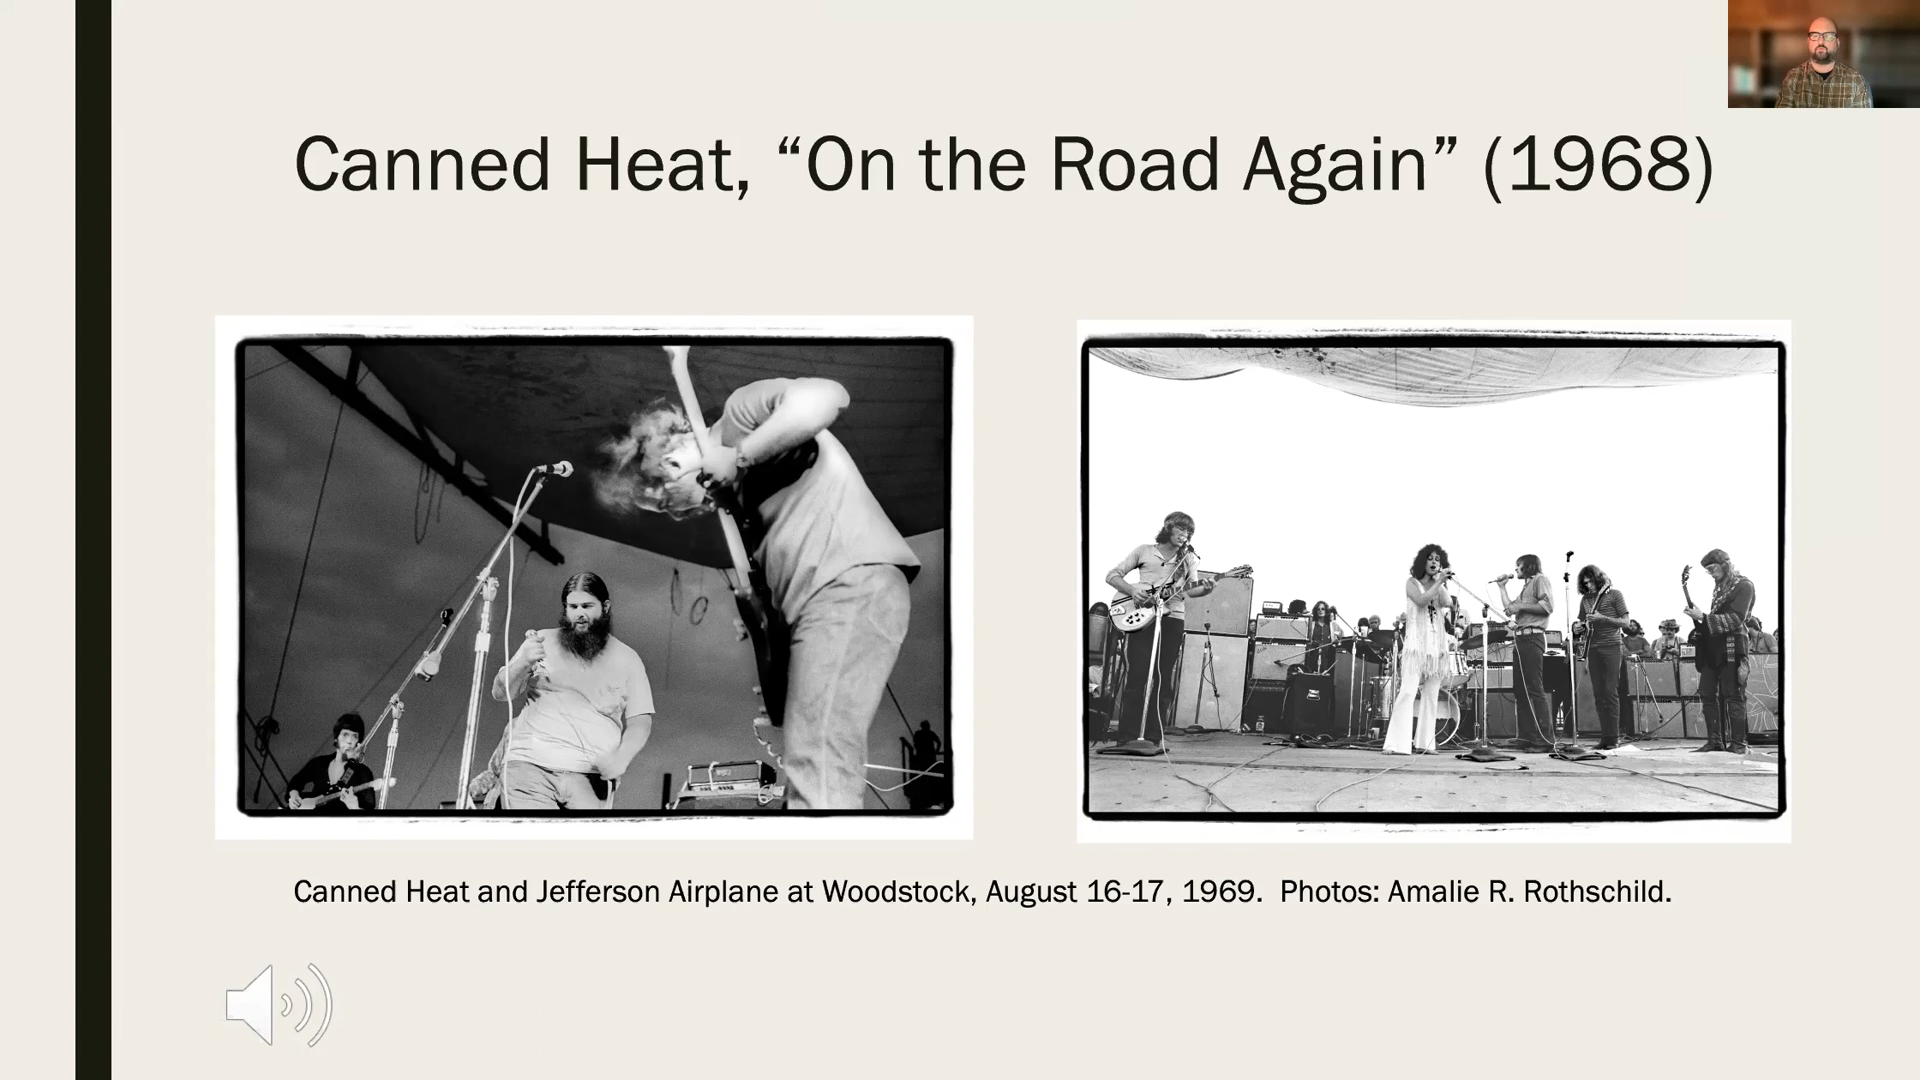 Canned Heat, “On the Road Again” (1968)
Canned Heat and Jefferson Airplane at Woodstock, August 16-17, 1969.  Photos: Amalie R. Rothschild.